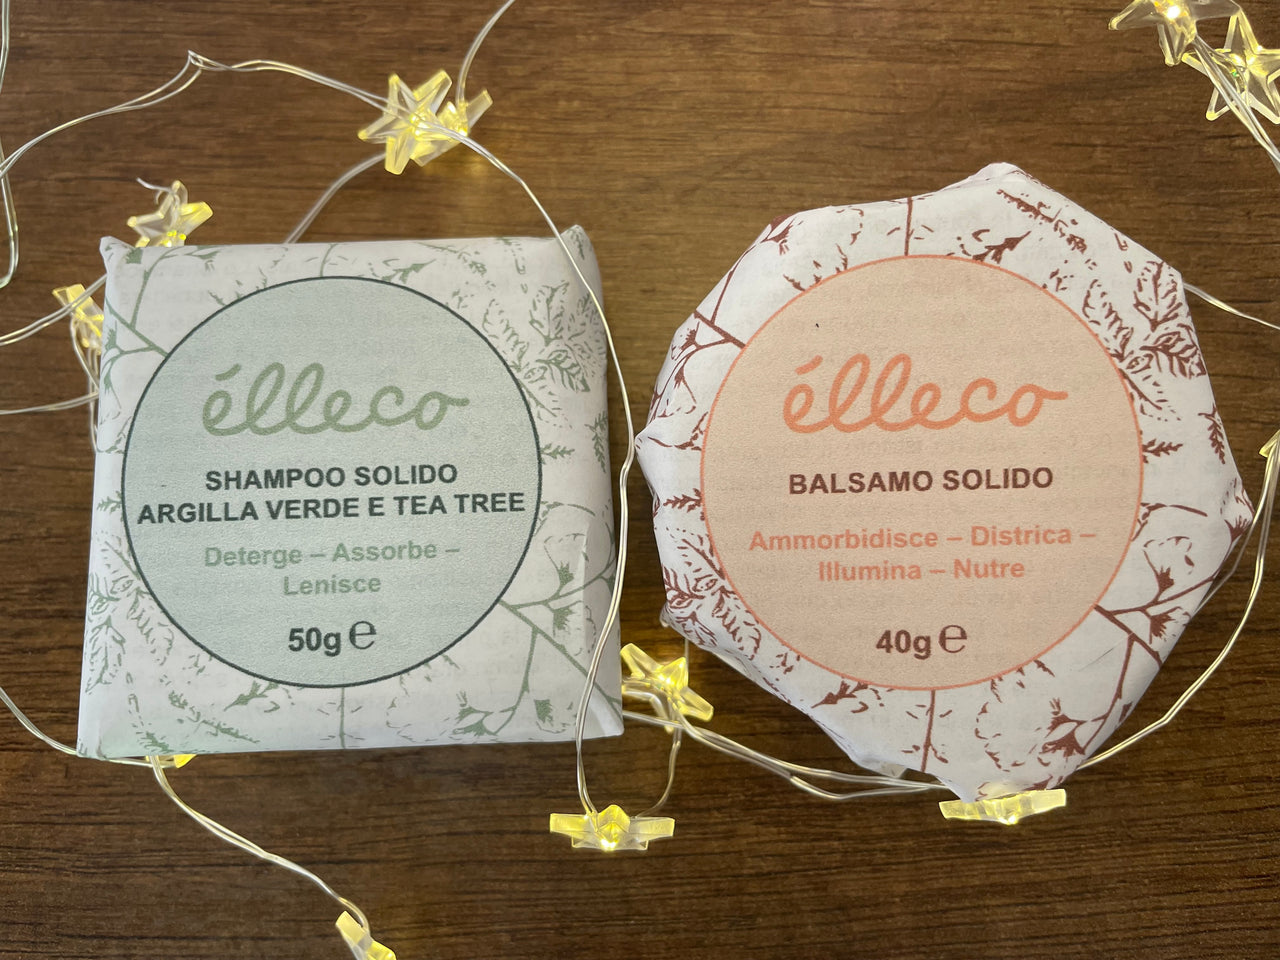 élleco
SHAMPOO SOLIDO
ARGILLA VERDE E TEA TREE
Deterge – Assorbe –
Lenisce
50g ℮
élleco
BALSAMO SOLIDO
Ammorbidisce – Districa –
Illumina – Nutre
40g ℮